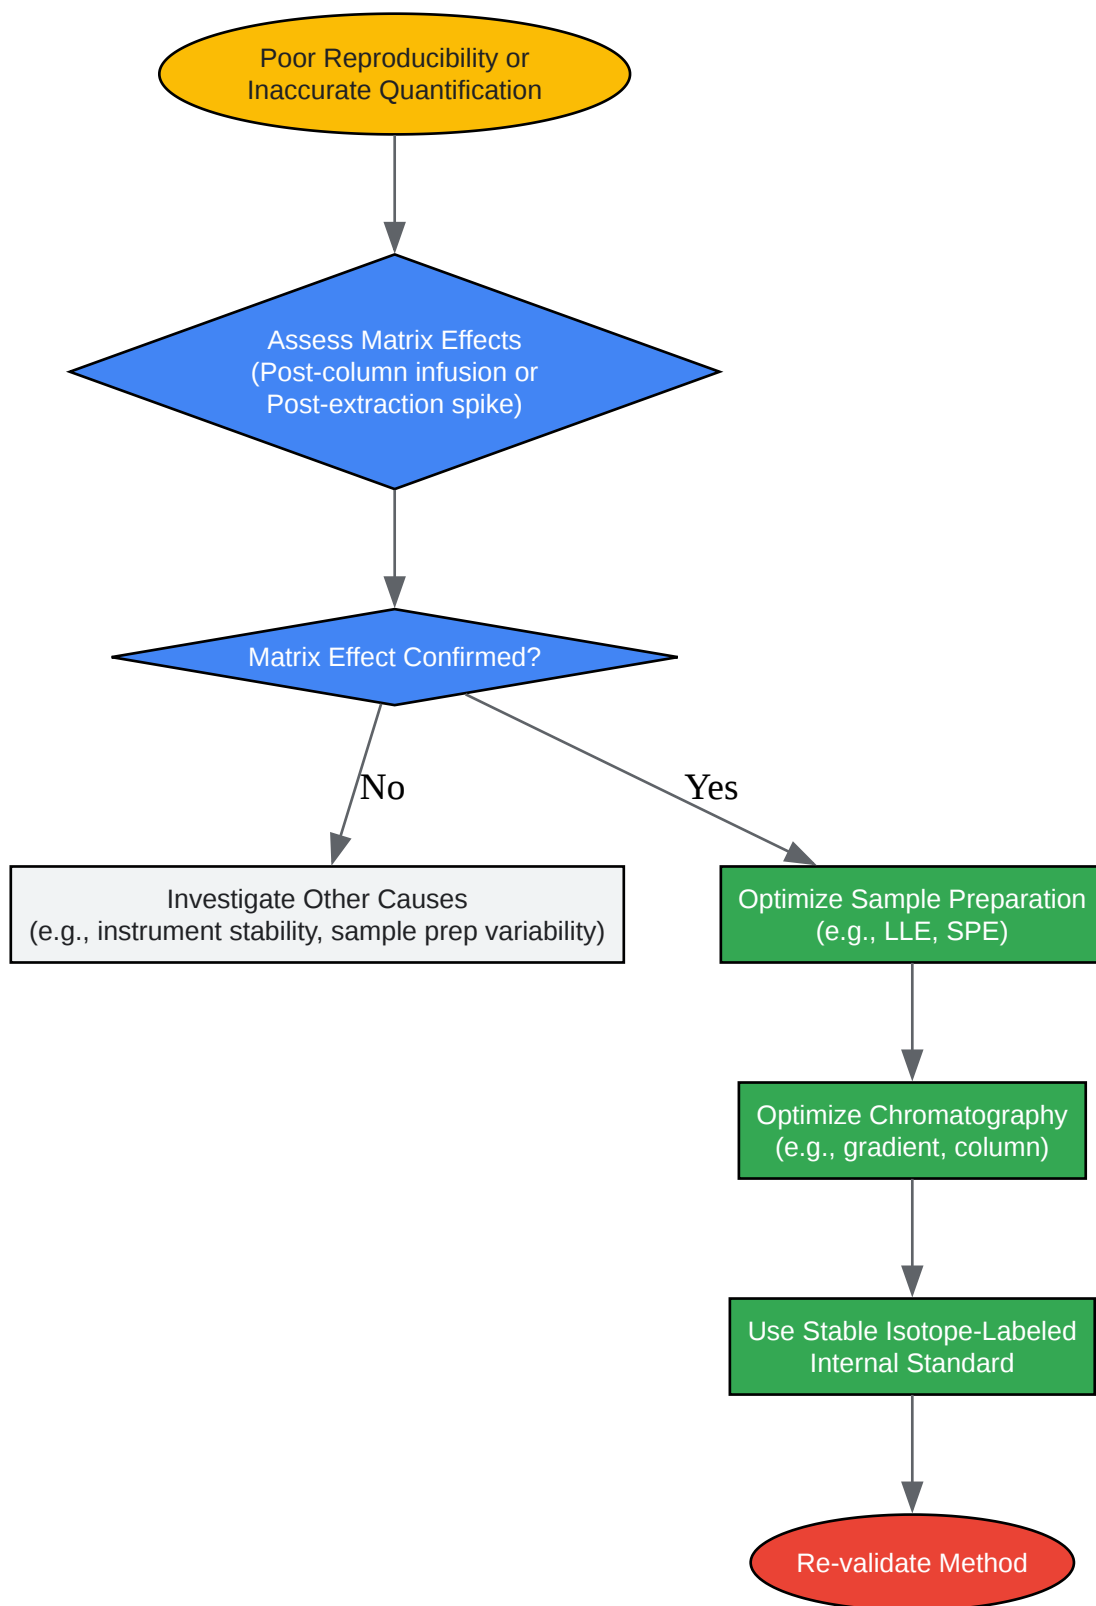 Poor Reproducibility or
Inaccurate Quantification
Assess Matrix Effects
(Post-column infusion or
Post-extraction spike)
Matrix Effect Confirmed?
No
Yes
Investigate Other Causes
(e.g., instrument stability, sample prep variability)
Optimize Sample Preparation
(e.g., LLE, SPE)
Optimize Chromatography
(e.g., gradient, column)
Use Stable Isotope-Labeled
Internal Standard
Re-validate Method